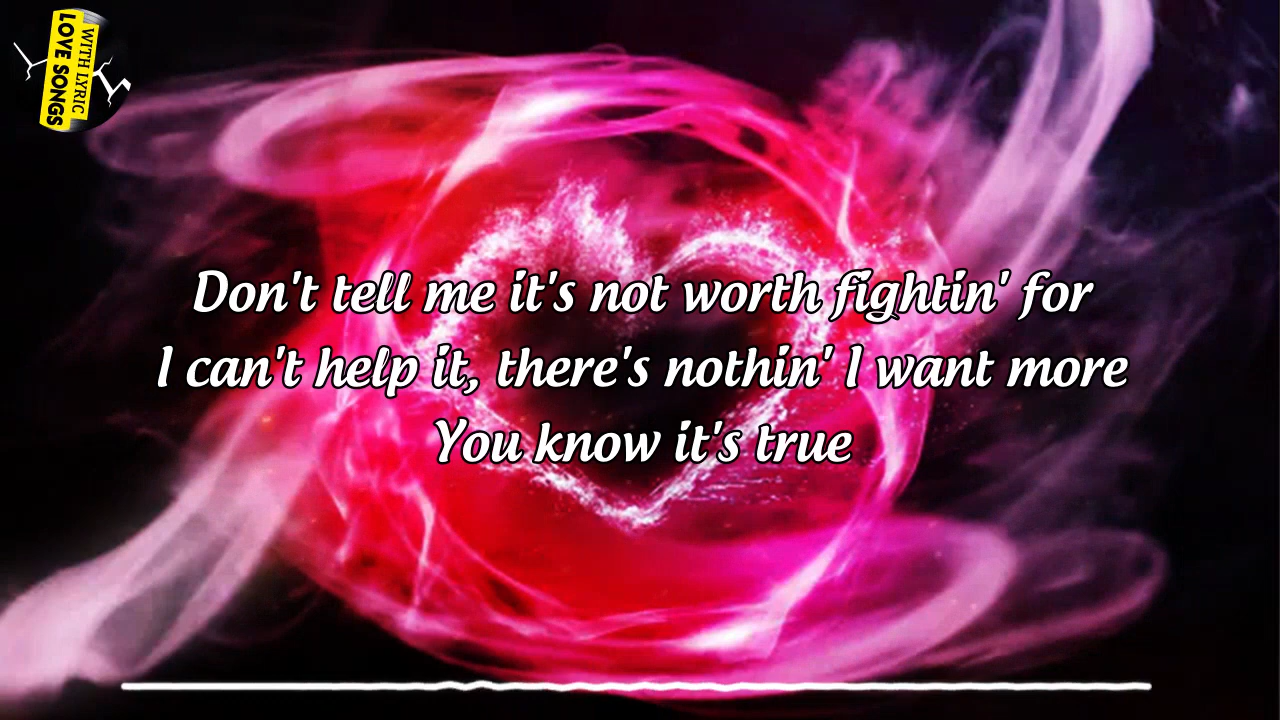 WITH LYRIC
LOVE SONGS
Don't tell me it's not worth fightin' for
I can't help it, there's nothin' I want more
You know it's true